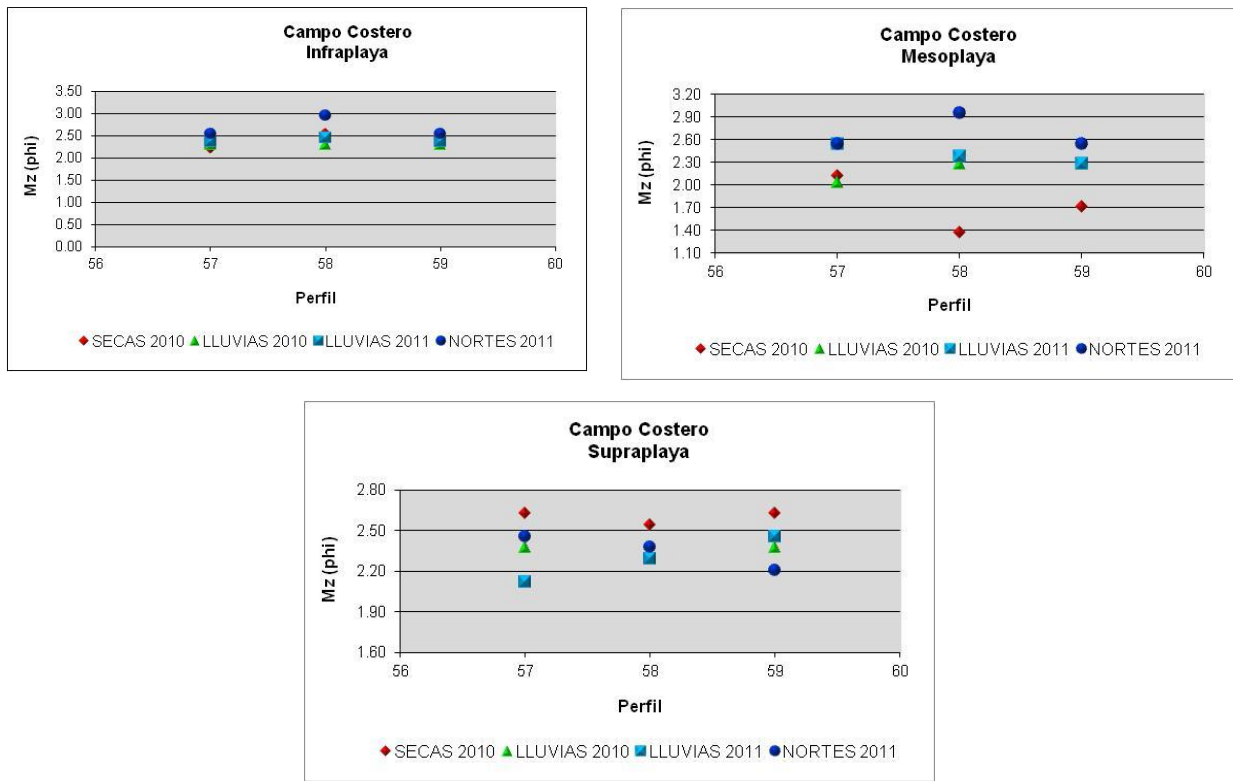 Campo Costero
Infraplaya
Mz (phi)
3.50
3.00
2.50
2.00
1.50
1.00
0.50
0.00
56 57 58 59 60
Perfil
SECAS 2010 LLUVIAS 2010 LLUVIAS 2011 NORTES 2011
Campo Costero
Mesoplaya
Mz (phi)
3.20
2.90
2.60
2.30
2.00
1.70
1.40
1.10
56 57 58 59 60
Perfil
SECAS 2010 LLUVIAS 2010 LLUVIAS 2011 NORTES 2011
Campo Costero
Supraplaya
Mz (phi)
2.80
2.50
2.20
1.90
1.60
56 57 58 59 60
Perfil
SECAS 2010 LLUVIAS 2010 LLUVIAS 2011 NORTES 2011